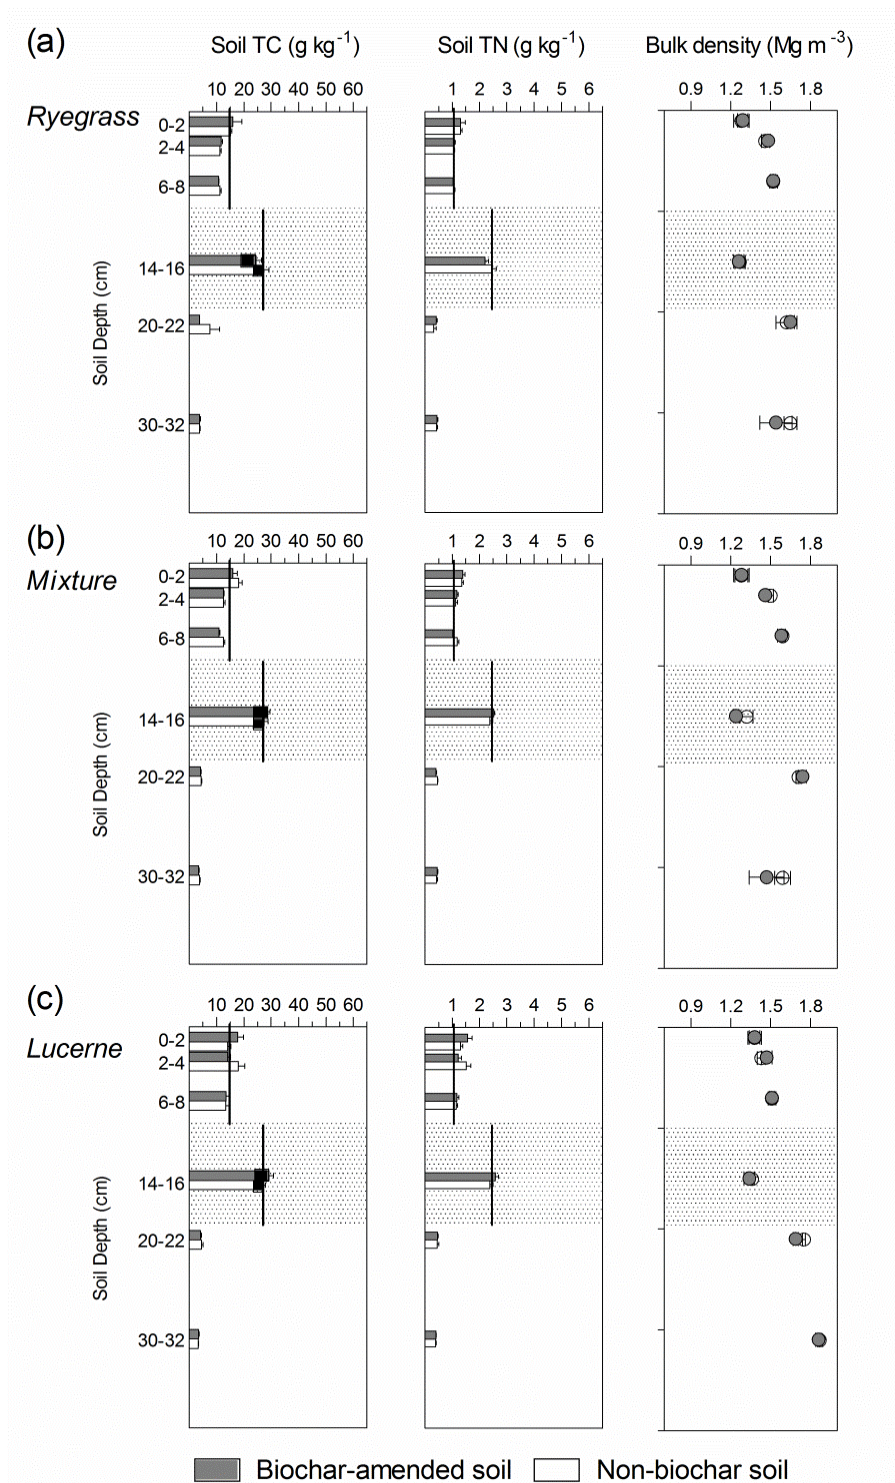 (a) Soil TC (g kg-1) Soil TN (g kg-1) Bulk density (Mg m-3)
10 20 30 40 50 60 1 2 3 4 5 6 0.9 1.2 1.5 1.8
Ryegrass
0-2
2-4
6-8
14-16
20-22
30-32
Soil Depth (cm)
(b)
10 20 30 40 50 60 1 2 3 4 5 6 0.9 1.2 1.5 1.8
Mixture
0-2
2-4
6-8
14-16
20-22
30-32
Soil Depth (cm)
(c)
10 20 30 40 50 60 1 2 3 4 5 6 0.9 1.2 1.5 1.8
Lucerne
0-2
2-4
6-8
14-16
20-22
30-32
Soil Depth (cm)
Biochar-amended soil Non-biochar soil